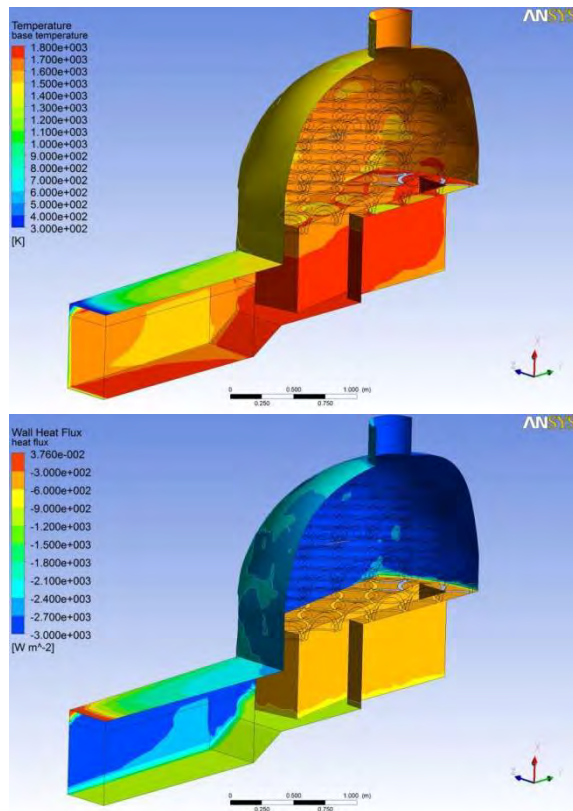 Temperature
base temperature
1.800e+003
1.700e+003
1.600e+003
1.500e+003
1.400e+003
1.300e+003
1.200e+003
1.100e+003
1.000e+003
9.000e+002
8.000e+002
7.000e+002
6.000e+002
5.000e+002
4.000e+002
3.000e+002
[K]
ANSYS
X
Z
Y
0 0.500 1.000 (m)
0.250 0.750
Wall Heat Flux
heat flux
3.760e-002
-3.000e+002
-6.000e+002
-9.000e+002
-1.200e+003
-1.500e+003
-1.800e+003
-2.100e+003
-2.400e+003
-2.700e+003
-3.000e+003
[W m^-2]
ANSYS
X
Z
Y
0 0.500 1.000 (m)
0.250 0.750